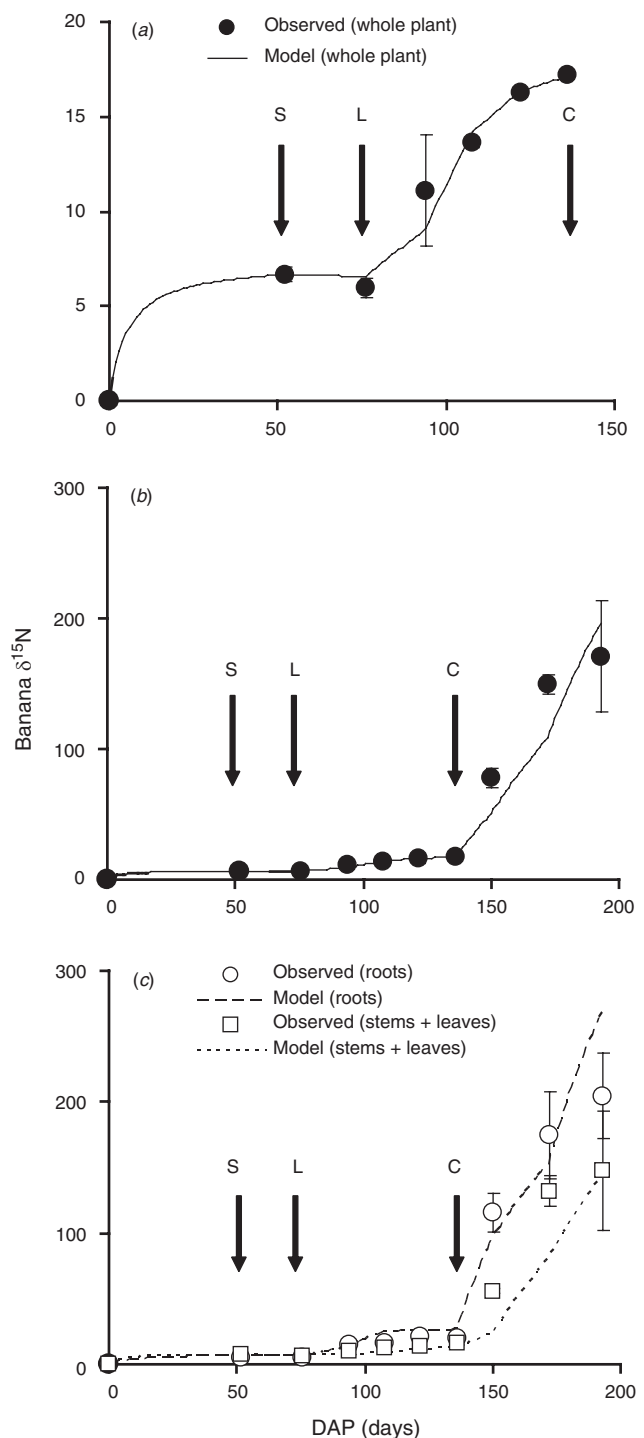 (a)
Observed (whole plant)
Model (whole plant)
20
15
10
5
0
S L C
0 50 100 150
(b)
300
200
100
0
S L C
0 50 100 150 200
Banana δ15N
(c)
Observed (roots)
Model (roots)
Observed (stems + leaves)
Model (stems + leaves)
300
200
100
0
S L C
0 50 100 150 200
DAP (days)